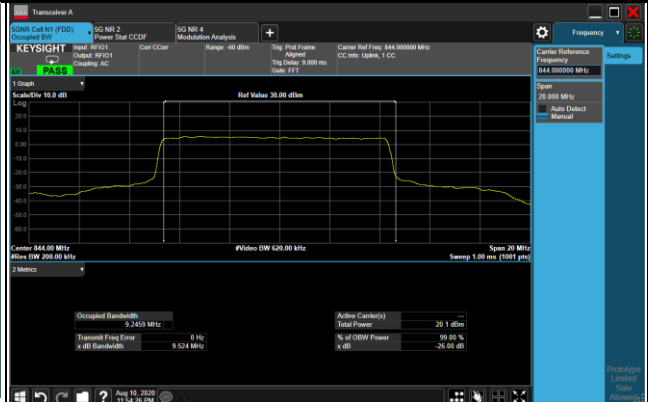 Transceiver A
5GNR Cell N1 (FDD)
Occupied BW
5G NR 2
Power Stat CCDF
5G NR 4
Modulation Analysis
Frequency
KEYSIGHT
Input: RFIO1
Output: RFIO1
Coupling: AC
Corr CCorr
Range: -60 dBm
Trig: Prot Frame
Aligned
Trig Delay: 9.000 ms
Gate: FFT
Carrier Ref Freq: 844.000000 MHz
CC Info: Uplink, 1 CC
PASS
Carrier Reference
Frequency
844.000000 MHz
Settings
Span
20.000 MHz
Auto Detect
Manual
1 Graph
Scale/Div 10.0 dB
Ref Value 30.00 dBm
Log
20.0
10.0
0.00
-10.0
-20.0
-30.0
-40.0
-50.0
-60.0
Center 844.00 MHz
#Video BW 620.00 kHz
Span 20 MHz
#Res BW 200.00 kHz
Sweep 1.00 ms (1001 pts)
2 Metrics
Occupied Bandwidth
9.2459 MHz
Active Carrier(s)
---
Total Power
20.1 dBm
Transmit Freq Error
0 Hz
% of OBW Power
99.00 %
x dB Bandwidth
9.524 MHz
x dB
-26.00 dB
Prototype
Limited
Sale
Allowed
?
Aug 10, 2020
11:54:26 PM